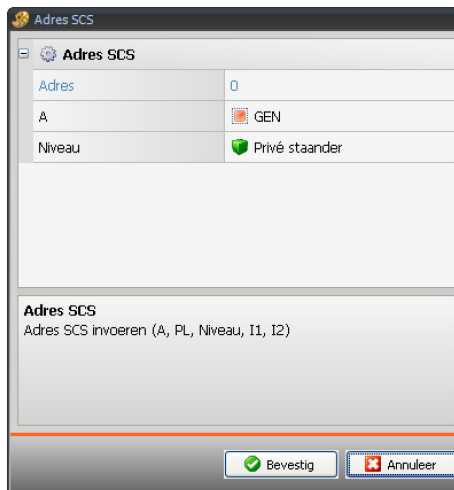 Adres SCS
Adres SCS
Adres 0
A GEN
Niveau Privé staander
Adres SCS
Adres SCS invoeren (A, PL, Niveau, I1, I2)
Bevestig Annuleer